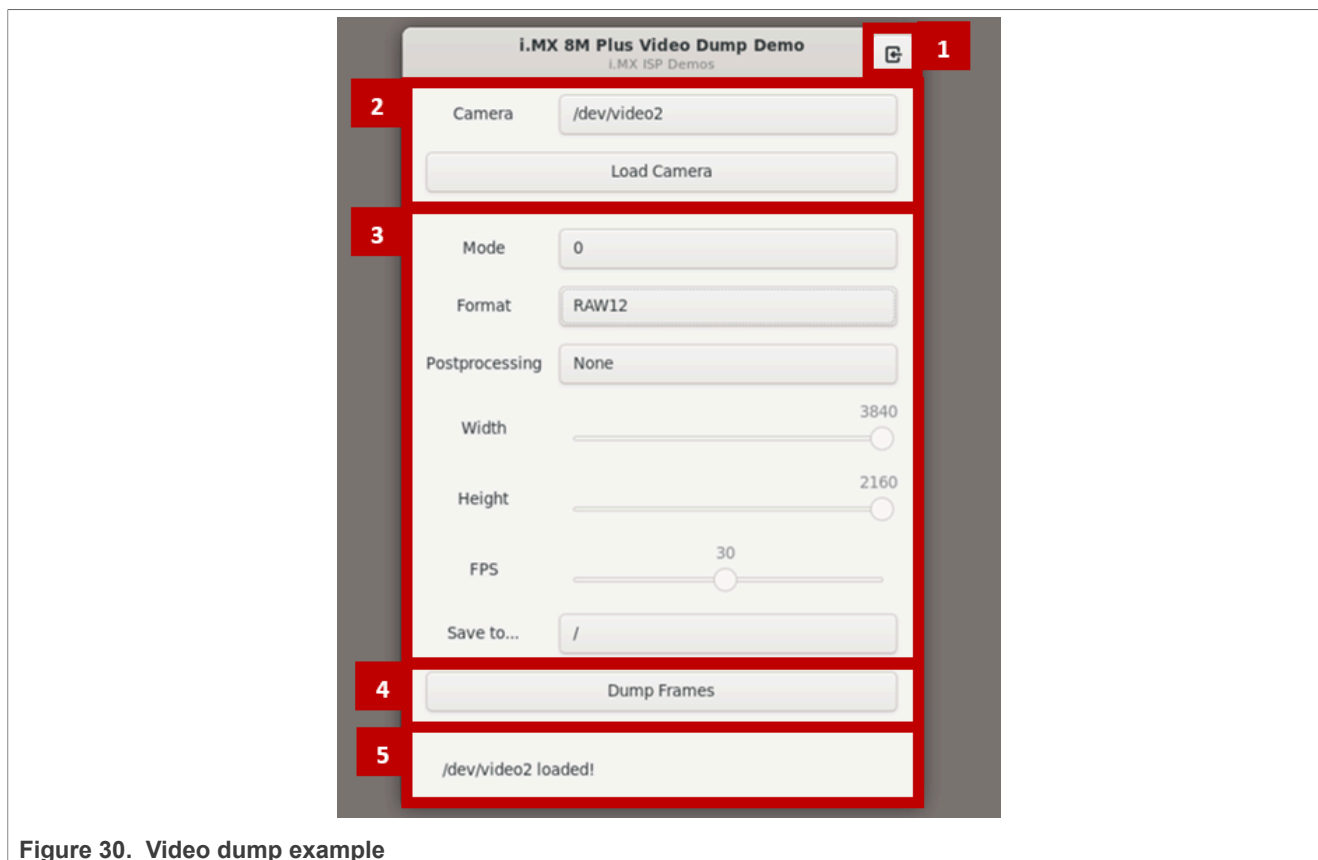 i.MX 8M Plus Video Dump Demo
i.MX ISP Demos
1
2
Camera
/dev/video2
Load Camera
3
Mode
0
Format
RAW12
Postprocessing
None
Width
3840
Height
2160
FPS
30
Save to...
/
4
Dump Frames
5
/dev/video2 loaded!
Figure 30. Video dump example